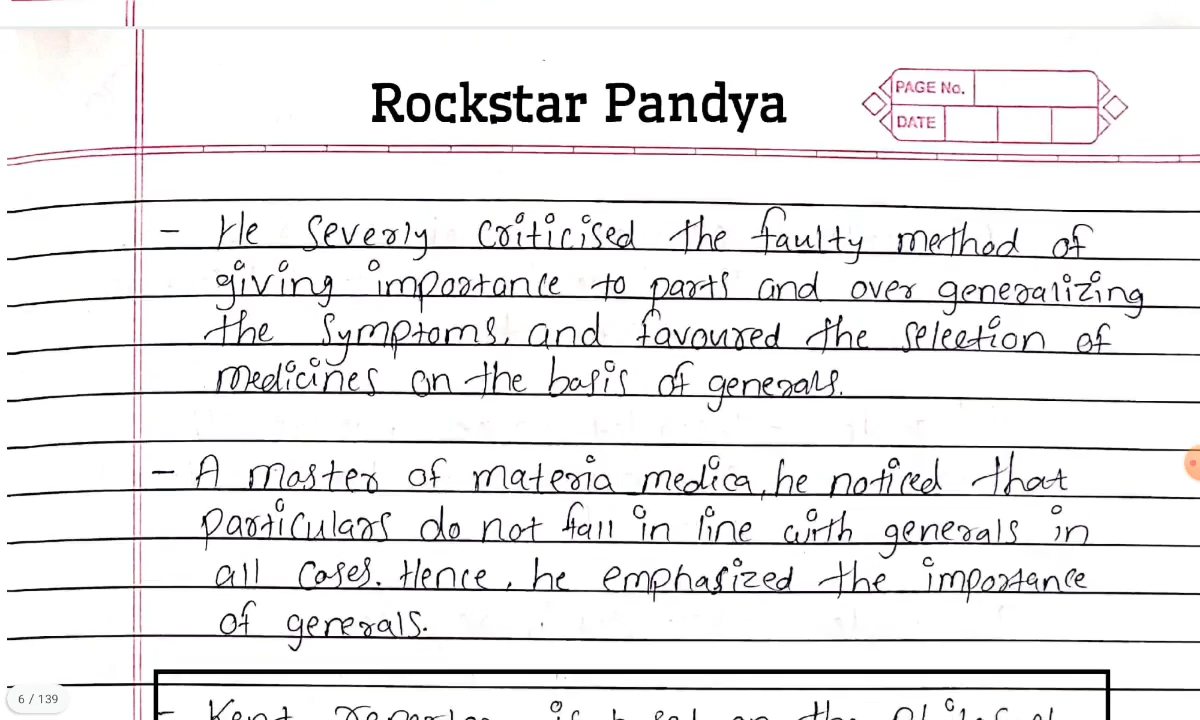 Rockstar Pandya
PAGE No.
DATE
- He severly criticised the faulty method of
giving importance to parts and over generalizing
the symptoms, and favoured the selection of
medicines on the basis of generals.
- A master of materia medica, he noticed that
particulars do not fall in line with generals in
all cases. Hence, he emphasized the importance
of generals.
6 / 139
- Kent